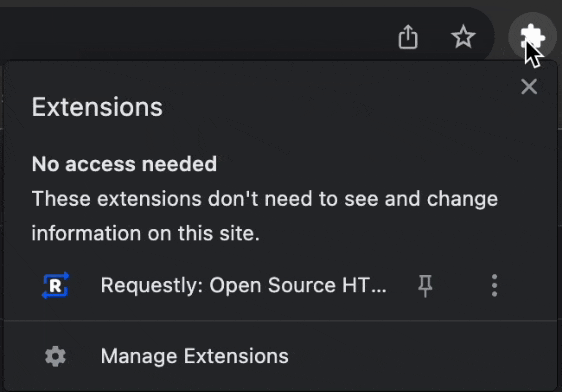 Extensions
No access needed
These extensions don't need to see and change
information on this site.
R Requestly: Open Source HT...
Manage Extensions